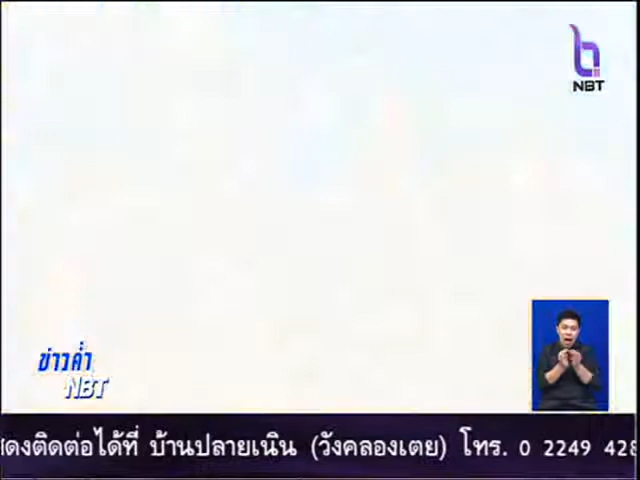 NBT
ข่าวค่ำ
NBT
สดงติดต่อได้ที่ บ้านปลายเนิน (วังคลองเตย) โทร. 0 2249 428